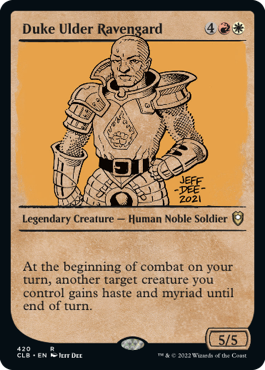 Duke Ulder Ravengard 4
JEFF
-DEE-
2021
Legendary Creature — Human Noble Soldier
At the beginning of combat on your
turn, another target creature you
control gains haste and myriad until
end of turn.
5/5
420 R
CLB • EN Jeff Dee
™ & © 2022 Wizards of the Coast